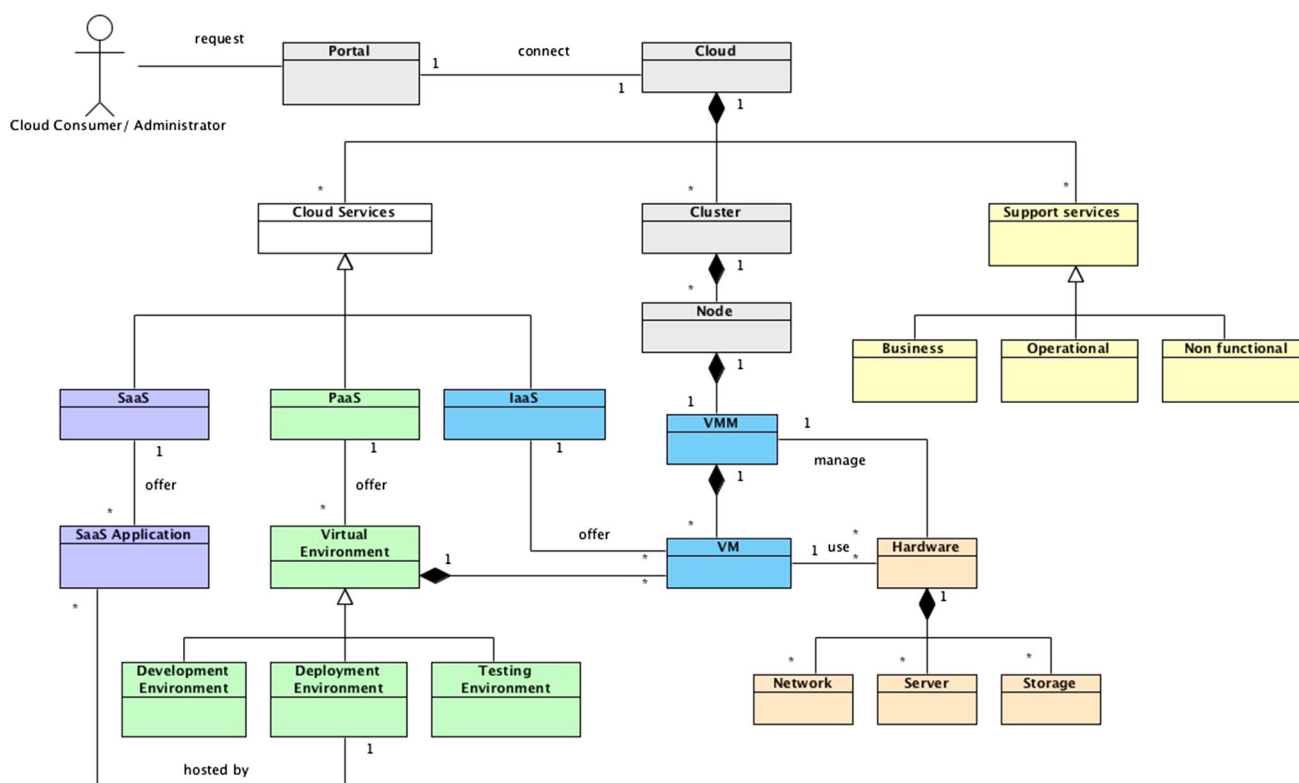 request
Portal
connect
Cloud
1
1
1
Cloud Consumer/ Administrator
*
*
*
Cloud Services
Cluster
Support services
1
*
Node
1
Business
Operational
Non functional
SaaS
PaaS
IaaS
1
VMM
1
1
1
1
manage
1
offer
offer
*
*
*
SaaS Application
Virtual
Environment
offer
*
VM
1
use
*
*
Hardware
1
*
1
*
Development
Environment
Deployment
Environment
Testing
Environment
*
*
*
Network
Server
Storage
1
hosted by